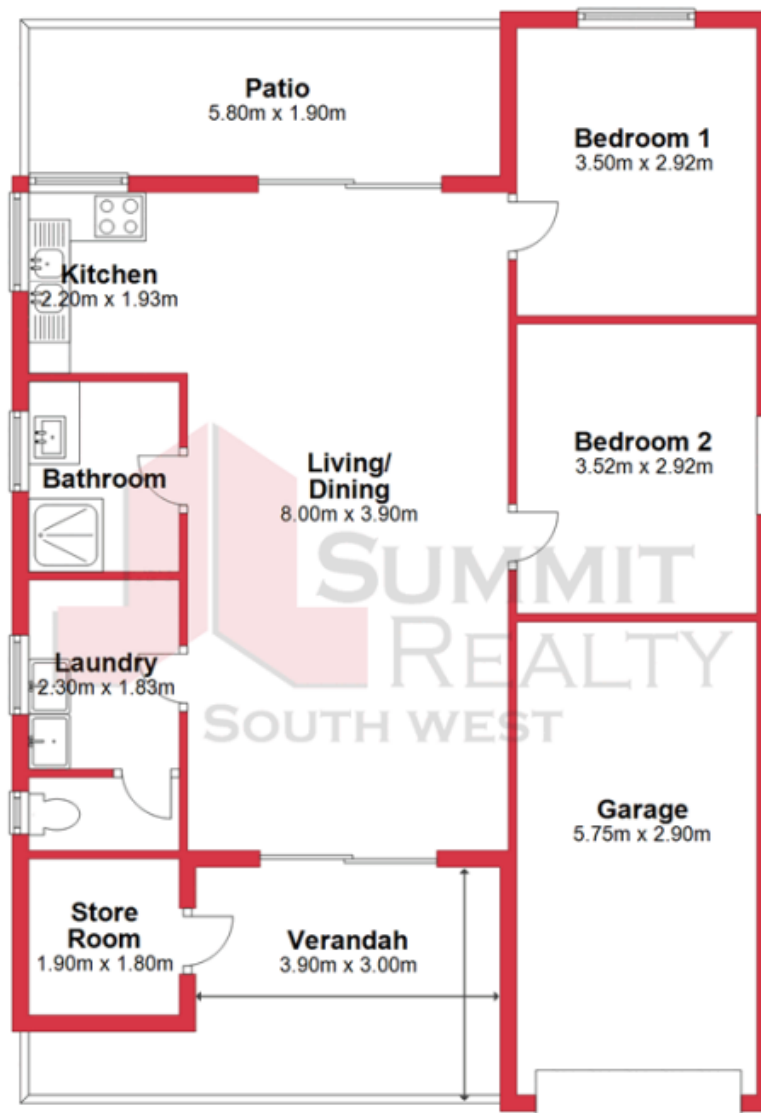 Patio
5.80m x 1.90m
Bedroom 1
3.50m x 2.92m
Kitchen
2.20m x 1.93m
Bathroom
Living/
Dining
8.00m x 3.90m
Bedroom 2
3.52m x 2.92m
SUMMIT
REALTY
SOUTH WEST
Laundry
2.30m x 1.83m
Garage
5.75m x 2.90m
Store
Room
1.90m x 1.80m
Verandah
3.90m x 3.00m